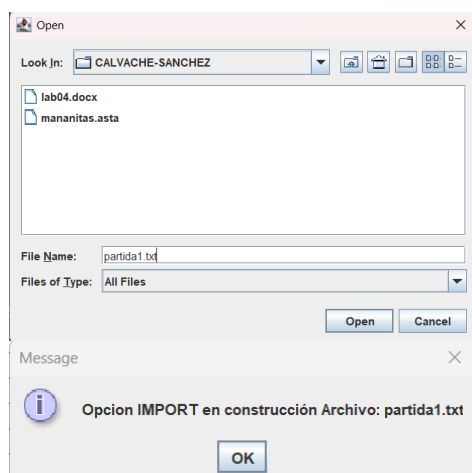 Open
Look In: CALVACHE-SANCHEZ
lab04.docx
mananitas.asta
File Name: partida1.txt
Files of Type: All Files
Open Cancel
Message
Opcion IMPORT en construcción Archivo: partida1.txt
OK